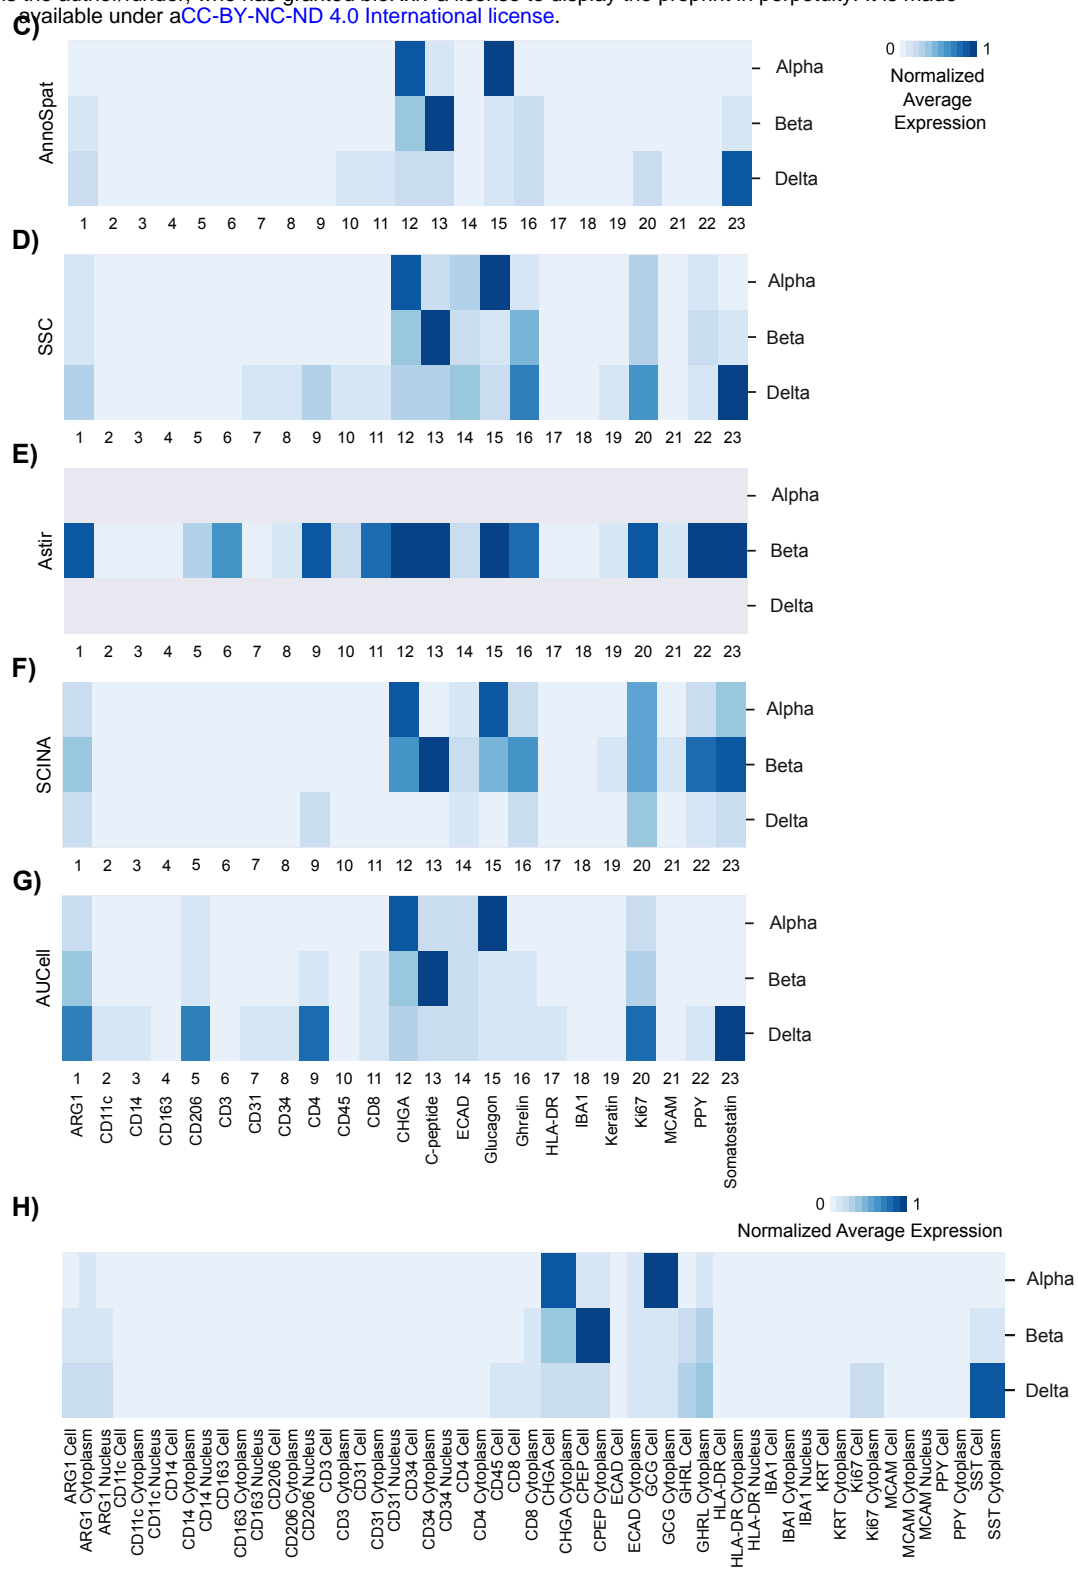 available under aCC-BY-NC-ND 4.0 International license.
C)
0 1
Normalized
Average
Expression
AnnoSpat
Alpha
Beta
Delta
1 2 3 4 5 6 7 8 9 10 11 12 13 14 15 16 17 18 19 20 21 22 23
D)
SSC
Alpha
Beta
Delta
1 2 3 4 5 6 7 8 9 10 11 12 13 14 15 16 17 18 19 20 21 22 23
E)
Astir
Alpha
Beta
Delta
1 2 3 4 5 6 7 8 9 10 11 12 13 14 15 16 17 18 19 20 21 22 23
F)
SCINA
Alpha
Beta
Delta
1 2 3 4 5 6 7 8 9 10 11 12 13 14 15 16 17 18 19 20 21 22 23
G)
AUCell
Alpha
Beta
Delta
1 2 3 4 5 6 7 8 9 10 11 12 13 14 15 16 17 18 19 20 21 22 23
ARG1
CD11c
CD14
CD163
CD206
CD3
CD31
CD34
CD4
CD45
CD8
CHGA
C-peptide
ECAD
Glucagon
Ghrelin
HLA-DR
IBA1
Keratin
Ki67
MCAM
PPY
Somatostatin
H)
0 1
Normalized Average Expression
Alpha
Beta
Delta
ARG1 Cell
ARG1 Cytoplasm
ARG1 Nucleus
CD11c Cell
CD11c Cytoplasm
CD11c Nucleus
CD14 Cell
CD14 Cytoplasm
CD14 Nucleus
CD163 Cell
CD163 Cytoplasm
CD163 Nucleus
CD206 Cell
CD206 Cytoplasm
CD206 Nucleus
CD3 Cell
CD3 Cytoplasm
CD31 Cell
CD31 Cytoplasm
CD31 Nucleus
CD34 Cell
CD34 Cytoplasm
CD34 Nucleus
CD4 Cell
CD4 Cytoplasm
CD45 Cell
CD8 Cell
CD8 Cytoplasm
CHGA Cell
CHGA Cytoplasm
CPEP Cell
CPEP Cytoplasm
ECAD Cell
ECAD Cytoplasm
GCG Cell
GCG Cytoplasm
GHRL Cell
GHRL Cytoplasm
HLA-DR Cell
HLA-DR Cytoplasm
HLA-DR Nucleus
IBA1 Cell
IBA1 Cytoplasm
IBA1 Nucleus
KRT Cell
KRT Cytoplasm
Ki67 Cell
Ki67 Cytoplasm
MCAM Cell
MCAM Cytoplasm
MCAM Nucleus
PPY Cell
PPY Cytoplasm
SST Cell
SST Cytoplasm